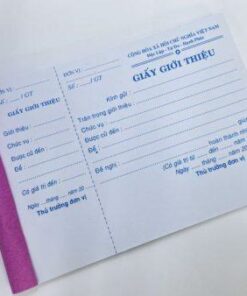 ĐƠN VỊ
Số ....../GT
GIẤY GIỚI THIỆU
Giới thiệu
Chức vụ
Được cử đến
Để
Có giá trị đến
Ngày ..... tháng ..... năm 20
Thủ trưởng đơn vị
ĐƠN VỊ
Số ....../GT
CỘNG HÒA XÃ HỘI CHỦ NGHĨA VIỆT NAM
Độc Lập - Tự Do - Hạnh Phúc
GIẤY GIỚI THIỆU
Kính gửi :
Trân trọng giới thiệu
Chức vụ :
Được cử đến :
Để :
Đề nghị :
hoàn thành
(Có giá trị đến
Ngày ..... tháng ..... năm 20
Thủ trưởng đơn vị